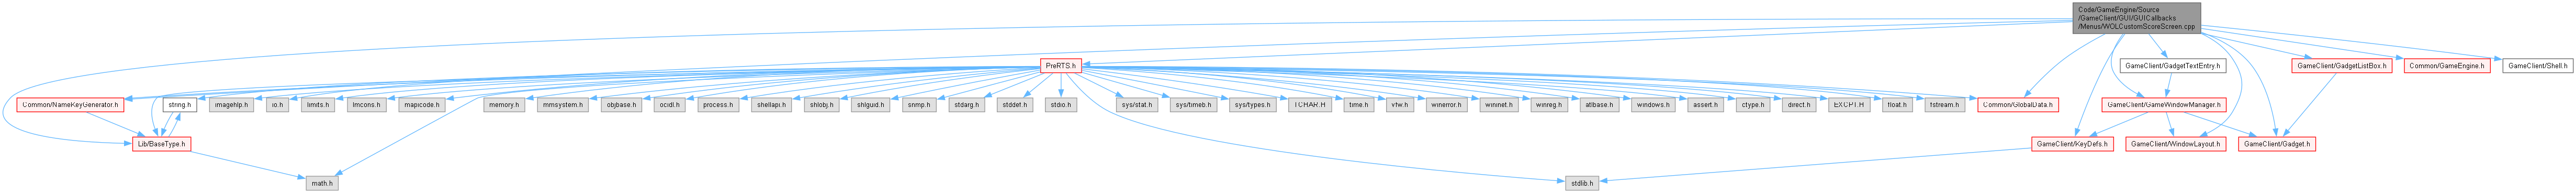 Code/GameEngine/Source
/GameClient/GUI/GUICallbacks
/Menus/WOLCustomScoreScreen.cpp
PreRTS.h
GameClient/GadgetTextEntry.h
GameClient/GadgetListBox.h
Common/GameEngine.h
GameClient/Shell.h
Common/NameKeyGenerator.h
string.h
imagehlp.h
io.h
limits.h
lmcons.h
mapicode.h
memory.h
mmsystem.h
objbase.h
ocidl.h
process.h
shellapi.h
shlobj.h
shlguid.h
snmp.h
stdarg.h
stddef.h
stdio.h
sys/stat.h
sys/timeb.h
sys/types.h
TCHAR.H
time.h
vfw.h
winerror.h
winnet.h
winreg.h
atlbase.h
windows.h
assert.h
ctype.h
direct.h
EXCPT.H
float.h
fstream.h
Common/GlobalData.h
GameClient/GameWindowManager.h
Lib/BaseType.h
GameClient/KeyDefs.h
GameClient/WindowLayout.h
GameClient/Gadget.h
math.h
stdlib.h